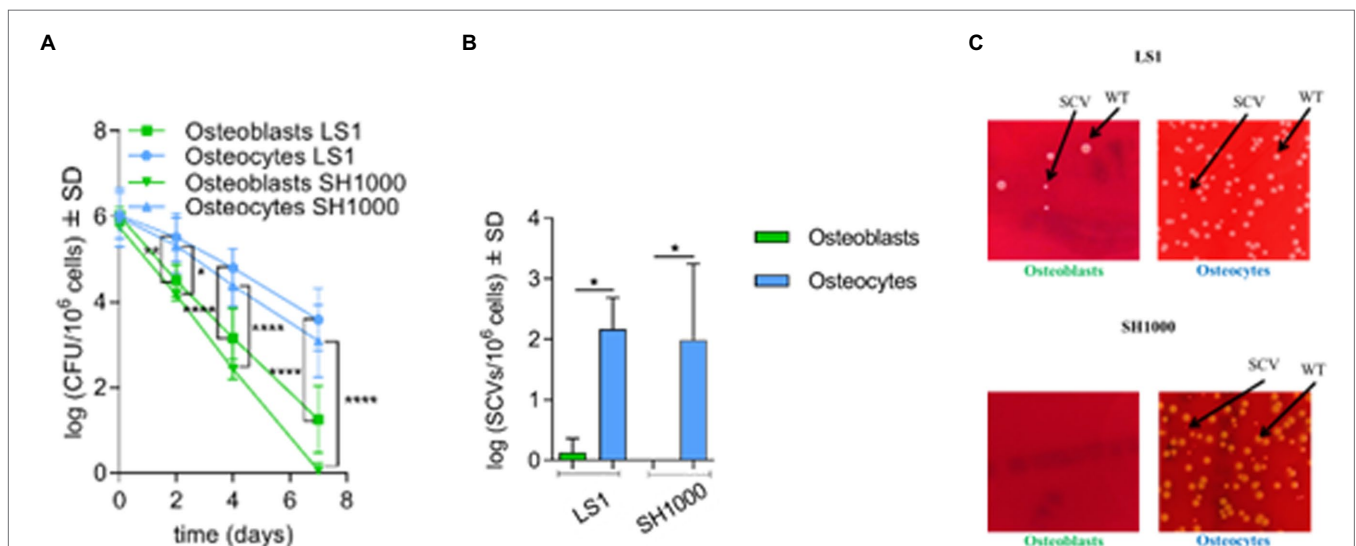 A
B
C
log (CFU/10⁶ cells) ± SD
8
6
4
2
0
Osteoblasts LS1
Osteocytes LS1
Osteoblasts SH1000
Osteocytes SH1000
**
*
****
****
****
****
0 2 4 6 8
time (days)
log (SCVs/10⁶ cells) ± SD
4
3
2
1
0
*
*
LS1
SH1000
Osteoblasts
Osteocytes
LS1
SCV WT
SCV WT
Osteoblasts
Osteocytes
SH1000
SCV WT
Osteoblasts
Osteocytes